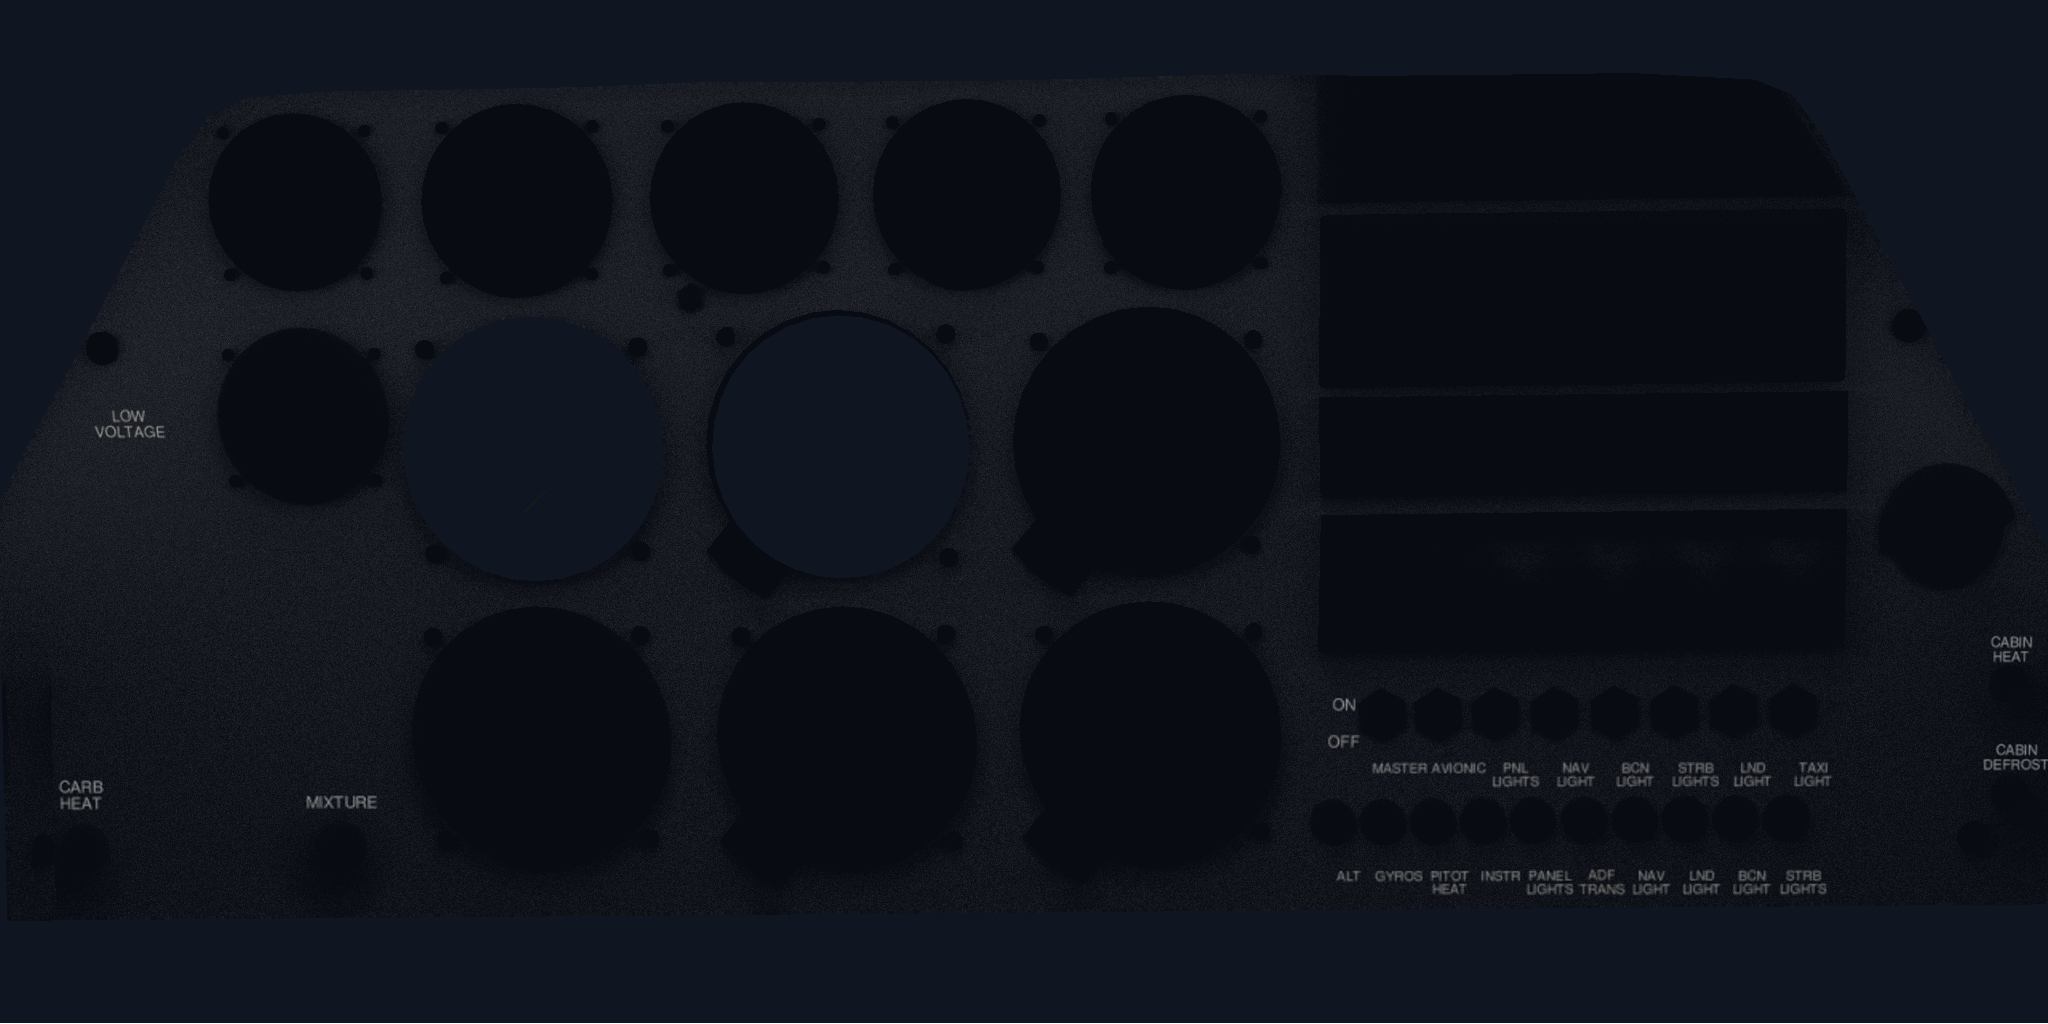 LOW
VOLTAGE
CABIN
HEAT
ON
OFF
CABIN
DEFROST
MASTER AVIONIC PNL LIGHTS NAV LIGHT BCN LIGHT STRB LIGHTS LND LIGHT TAXI LIGHT
CARB
HEAT
MIXTURE
ALT GYROS PITOT HEAT INSTR PANEL LIGHTS ADF TRANS NAV LIGHT LND LIGHT BCN LIGHT STRB LIGHTS